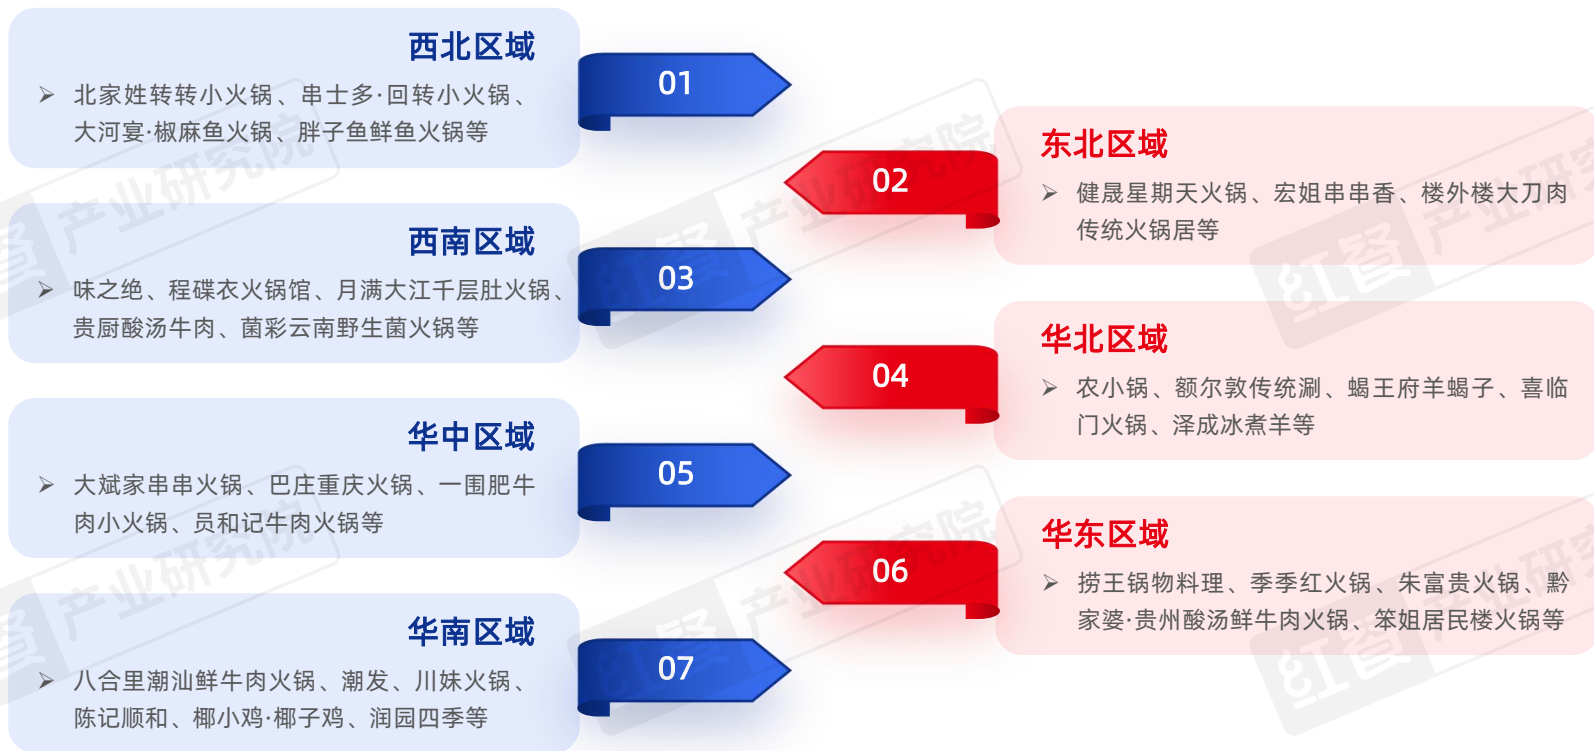 西北区域
➢ 北家姓转转小火锅、串士多·回转小火锅、
大河宴·椒麻鱼火锅、胖子鱼鲜鱼火锅等
01
东北区域
➢ 健晟星期天火锅、宏姐串串香、楼外楼大刀肉
传统火锅居等
02
西南区域
➢ 味之绝、程碟衣火锅馆、月满大江千层肚火锅、
贵厨酸汤牛肉、菌彩云南野生菌火锅等
03
华北区域
➢ 农小锅、额尔敦传统涮、蝎王府羊蝎子、喜临
门火锅、泽成冰煮羊等
04
华中区域
➢ 大斌家串串火锅、巴庄重庆火锅、一围肥牛
肉小火锅、员和记牛肉火锅等
05
华东区域
➢ 捞王锅物料理、季季红火锅、朱富贵火锅、黔
家婆·贵州酸汤鲜牛肉火锅、笨姐居民楼火锅等
06
华南区域
➢ 八合里潮汕鲜牛肉火锅、潮发、川妹火锅、
陈记顺和、椰小鸡·椰子鸡、润园四季等
07
红餐 产业研究院